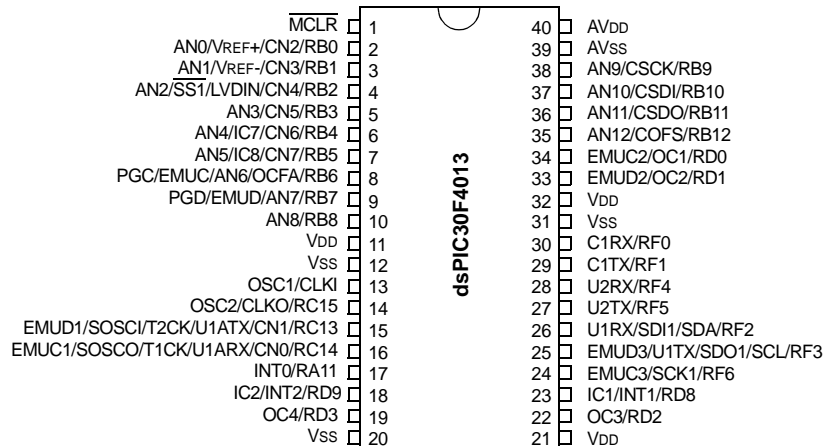 MCLR 1
AN0/VREF+/CN2/RB0 2
AN1/VREF-/CN3/RB1 3
AN2/SS1/LVDIN/CN4/RB2 4
AN3/CN5/RB3 5
AN4/IC7/CN6/RB4 6
AN5/IC8/CN7/RB5 7
PGC/EMUC/AN6/OCFA/RB6 8
PGD/EMUD/AN7/RB7 9
AN8/RB8 10
VDD 11
VSS 12
OSC1/CLKI 13
OSC2/CLKO/RC15 14
EMUD1/SOSCI/T2CK/U1ATX/CN1/RC13 15
EMUC1/SOSCO/T1CK/U1ARX/CN0/RC14 16
INT0/RA11 17
IC2/INT2/RD9 18
OC4/RD3 19
VSS 20
dsPIC30F4013
40 AVDD
39 AVSS
38 AN9/CSCK/RB9
37 AN10/CSDI/RB10
36 AN11/CSDO/RB11
35 AN12/COFS/RB12
34 EMUC2/OC1/RD0
33 EMUD2/OC2/RD1
32 VDD
31 VSS
30 C1RX/RF0
29 C1TX/RF1
28 U2RX/RF4
27 U2TX/RF5
26 U1RX/SDI1/SDA/RF2
25 EMUD3/U1TX/SDO1/SCL/RF3
24 EMUC3/SCK1/RF6
23 IC1/INT1/RD8
22 OC3/RD2
21 VDD